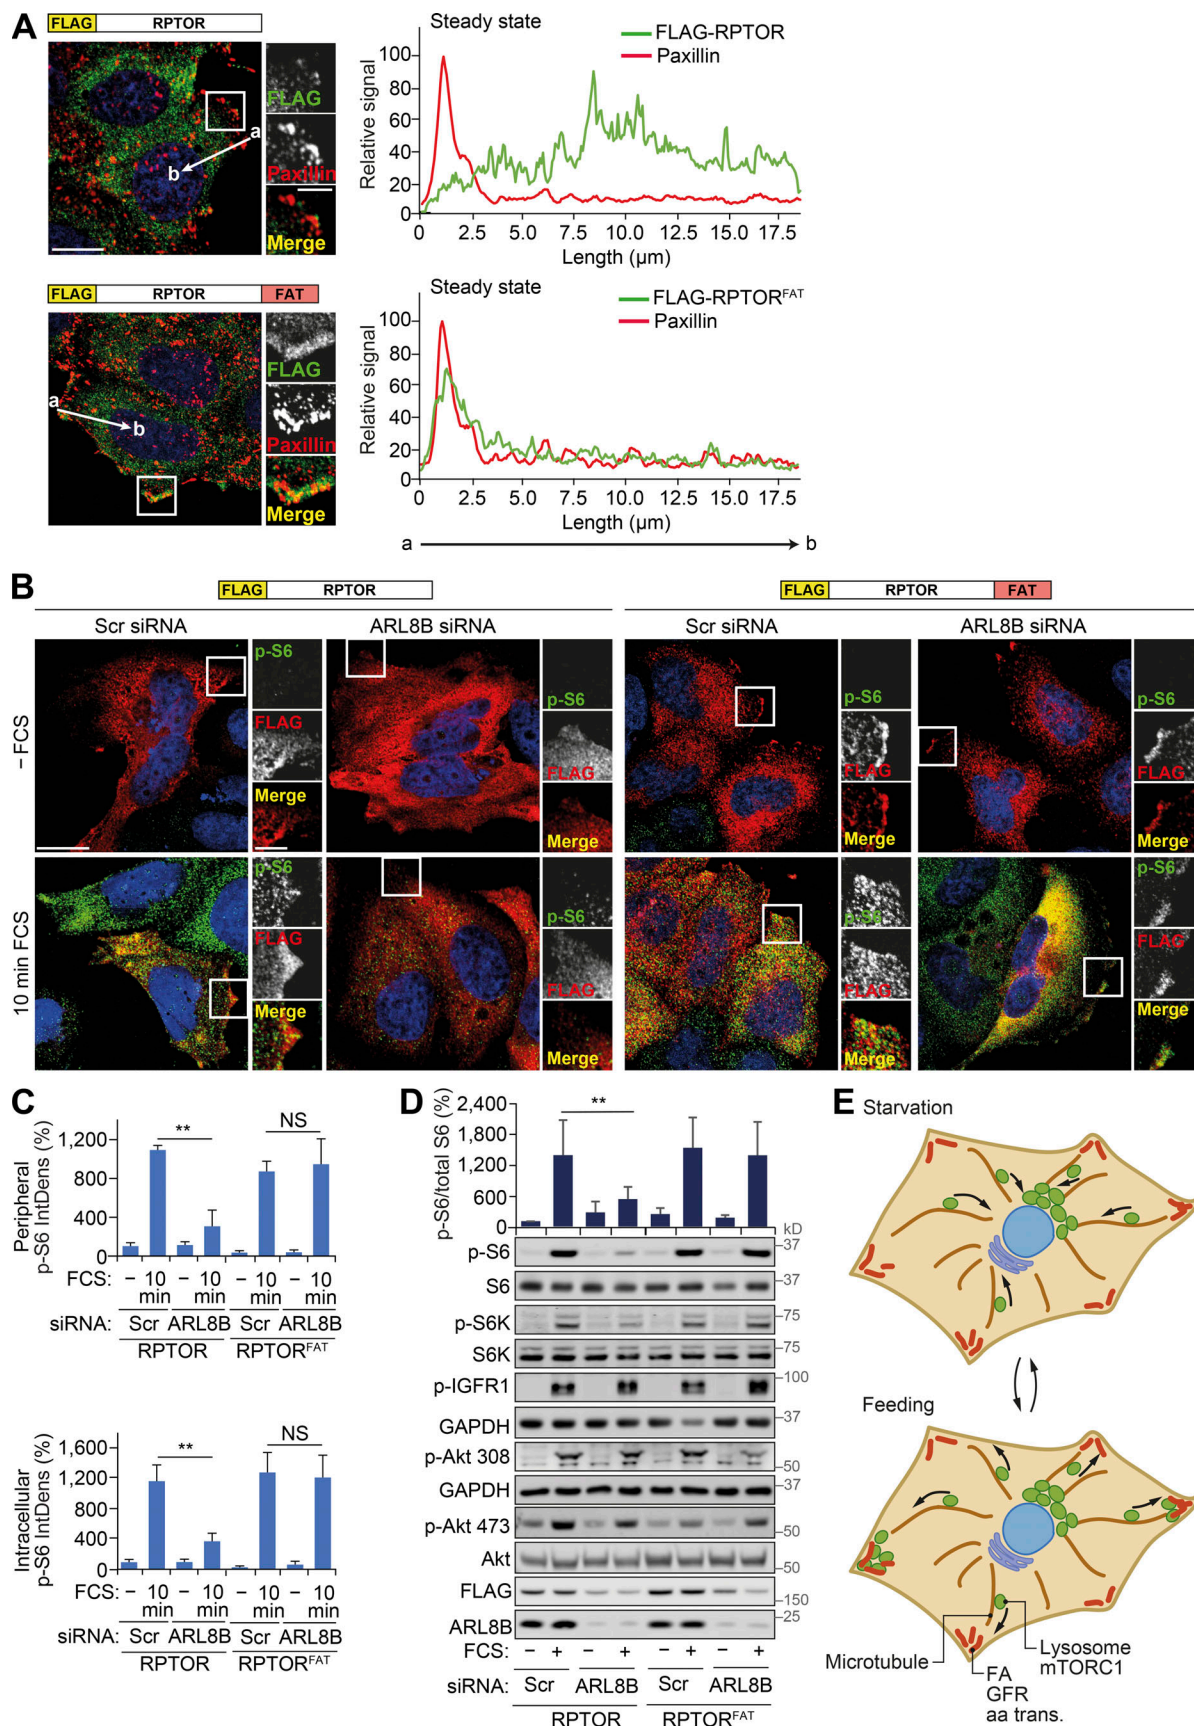 A
FLAG RPTOR
FLAG
Paxillin
Merge
a
b
Steady state
FLAG-RPTOR
Paxillin
Relative signal
100
80
60
40
20
0
0 2.5 5.0 7.5 10.0 12.5 15.0 17.5
Length (µm)
FLAG RPTOR FAT
FLAG
Paxillin
Merge
a
b
Steady state
FLAG-RPTORFAT
Paxillin
Relative signal
100
80
60
40
20
0
0 2.5 5.0 7.5 10.0 12.5 15.0 17.5
Length (µm)
a b
B
FLAG RPTOR
FLAG RPTOR FAT
Scr siRNA ARL8B siRNA Scr siRNA ARL8B siRNA
– FCS
p-S6
FLAG
Merge
p-S6
FLAG
Merge
p-S6
FLAG
Merge
p-S6
FLAG
Merge
10 min FCS
p-S6
FLAG
Merge
p-S6
FLAG
Merge
p-S6
FLAG
Merge
p-S6
FLAG
Merge
C
Peripheral
p-S6 IntDens (%)
1,200
800
400
0
** NS
FCS: – 10 min – 10 min – 10 min – 10 min
siRNA: Scr ARL8B Scr ARL8B
RPTOR RPTORFAT
Intracellular
p-S6 IntDens (%)
1,600
1,200
800
400
0
** NS
FCS: – 10 min – 10 min – 10 min – 10 min
siRNA: Scr ARL8B Scr ARL8B
RPTOR RPTORFAT
D
p-S6/total S6 (%)
2,400
1,800
1,200
600
0
**
kD
p-S6 37
S6 37
p-S6K 75
S6K 75
p-IGFR1 100
GAPDH 37
p-Akt 308 50
GAPDH 37
p-Akt 473 50
Akt 50
FLAG 150
ARL8B 25
FCS: – + – + – + – +
siRNA: Scr ARL8B Scr ARL8B
RPTOR RPTORFAT
E
Starvation
Feeding
Microtubule
FA
GFR
aa trans.
Lysosome
mTORC1